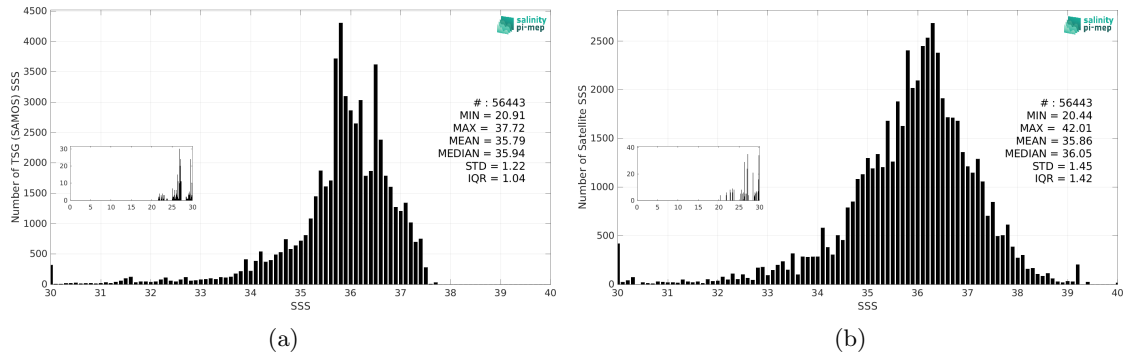 4500
4000
3500
3000
2500
2000
1500
1000
500
0
Number of TSG (SAMOS) SSS
30 31 32 33 34 35 36 37 38 39 40
SSS
salinity
pi-mep
# : 56443
MIN = 20.91
MAX = 37.72
MEAN = 35.79
MEDIAN = 35.94
STD = 1.22
IQR = 1.04
30
20
10
0
0 5 10 15 20 25 30
(a)
2500
2000
1500
1000
500
0
Number of Satellite SSS
30 31 32 33 34 35 36 37 38 39 40
SSS
salinity
pi-mep
# : 56443
MIN = 20.44
MAX = 42.01
MEAN = 35.86
MEDIAN = 36.05
STD = 1.45
IQR = 1.42
40
20
0
0 5 10 15 20 25 30
(b)